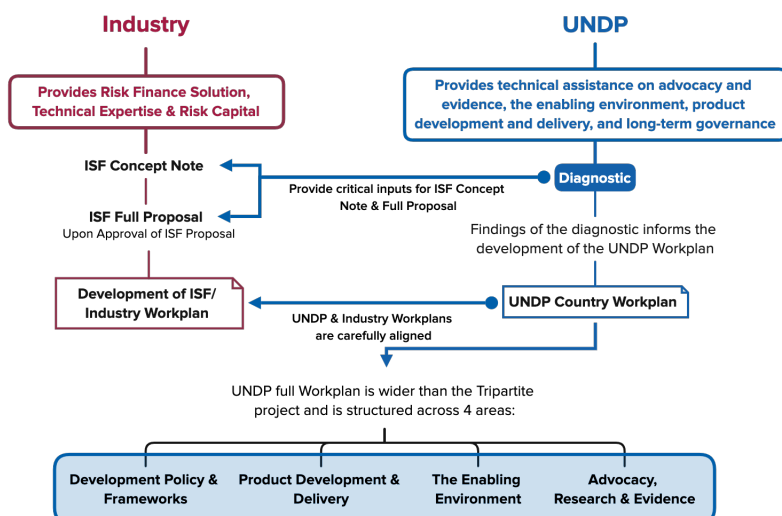 Industry
UNDP
Provides Risk Finance Solution,
Technical Expertise & Risk Capital
Provides technical assistance on advocacy and
evidence, the enabling environment, product
development and delivery, and long-term governance
ISF Concept Note
Diagnostic
Provide critical inputs for ISF Concept
Note & Full Proposal
ISF Full Proposal
Upon Approval of ISF Proposal
Findings of the diagnostic informs the
development of the UNDP Workplan
Development of ISF/
Industry Workplan
UNDP Country Workplan
UNDP & Industry Workplans
are carefully aligned
UNDP full Workplan is wider than the Tripartite
project and is structured across 4 areas:
Development Policy &
Frameworks
Product Development &
Delivery
The Enabling
Environment
Advocacy,
Research & Evidence